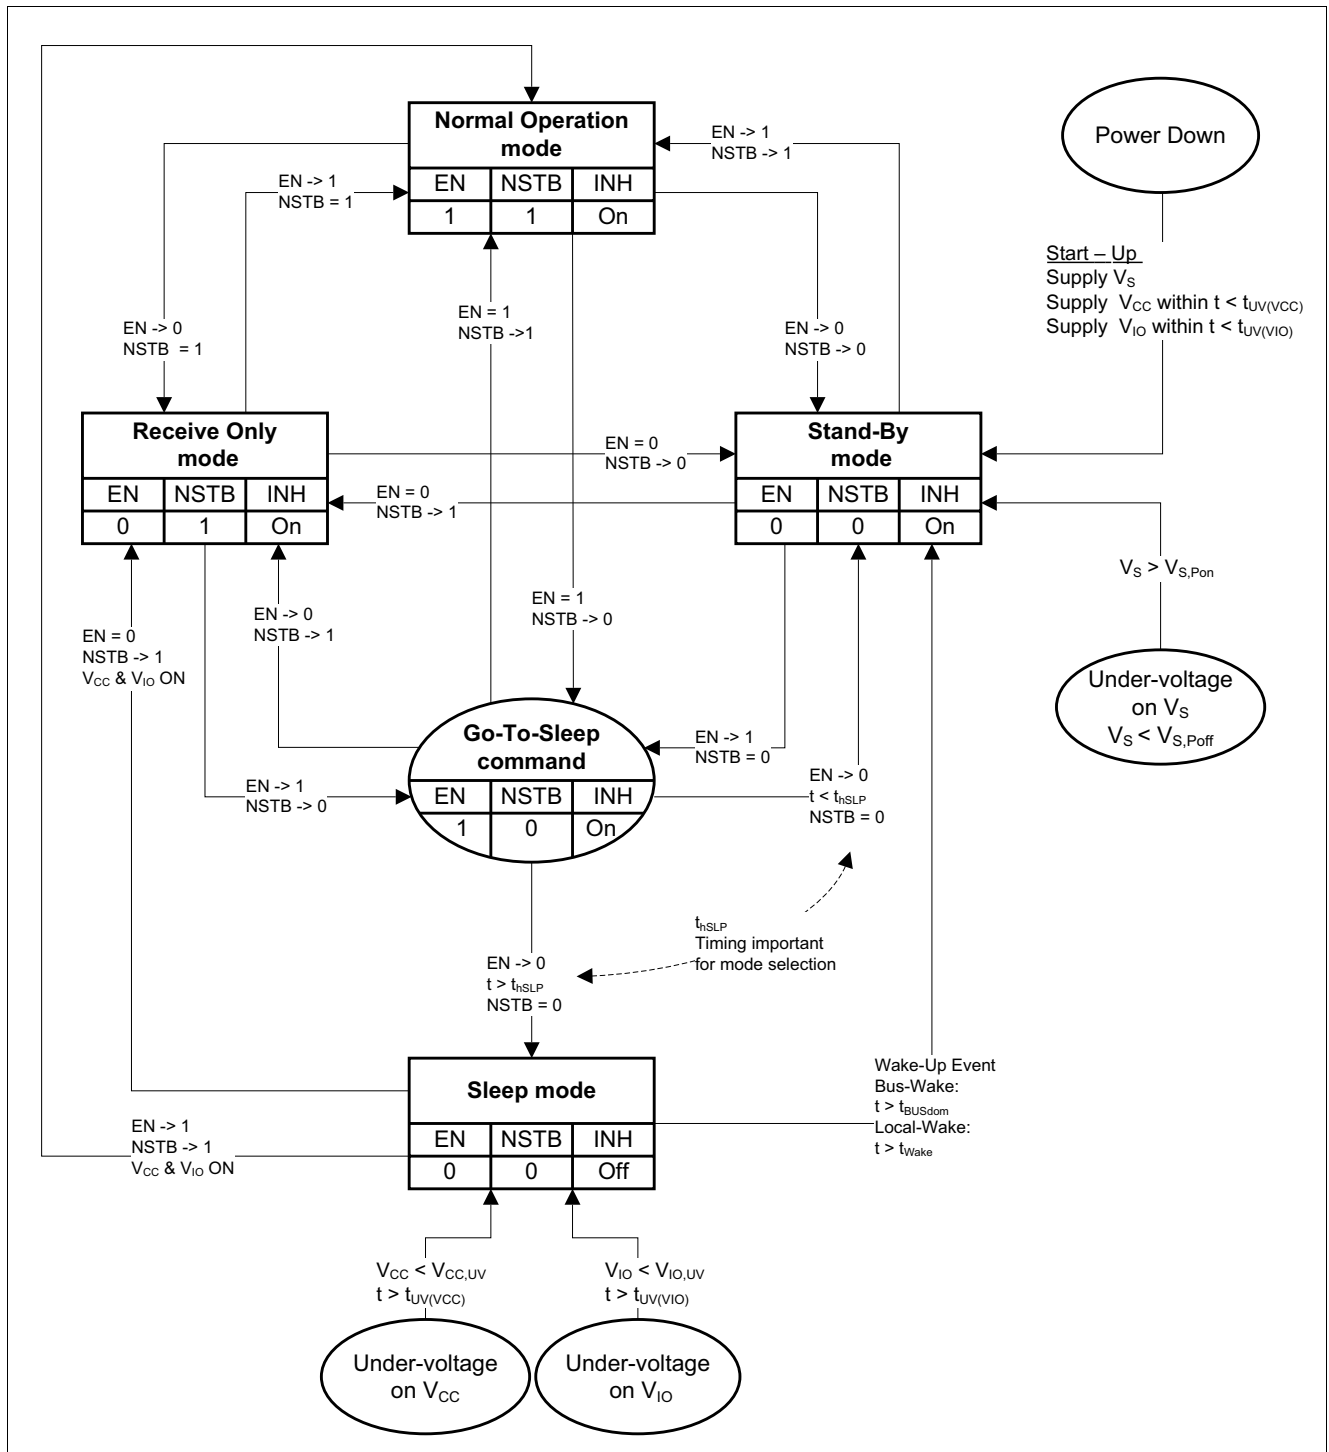 Normal Operation
mode
EN NSTB INH
1 1 On
Power Down
EN -> 1
NSTB -> 1
EN -> 1
NSTB = 1
Start – Up
Supply VS
Supply VCC within t < tUV(VCC)
Supply VIO within t < tUV(VIO)
EN -> 0
NSTB = 1
EN = 1
NSTB ->1
EN -> 0
NSTB -> 0
Receive Only
mode
EN NSTB INH
0 1 On
EN = 0
NSTB -> 0
EN = 0
NSTB -> 1
Stand-By
mode
EN NSTB INH
0 0 On
VS > VS,Pon
EN = 0
NSTB -> 1
VCC & VIO ON
EN -> 0
NSTB -> 1
EN = 1
NSTB -> 0
Under-voltage
on VS
VS < VS,Poff
Go-To-Sleep
command
EN NSTB INH
1 0 On
EN -> 1
NSTB = 0
EN -> 1
NSTB -> 0
EN -> 0
t < thSLP
NSTB = 0
thSLP
Timing important
for mode selection
EN -> 0
t > thSLP
NSTB = 0
Sleep mode
EN NSTB INH
0 0 Off
Wake-Up Event
Bus-Wake:
t > tBUSdom
Local-Wake:
t > tWake
EN -> 1
NSTB -> 1
VCC & VIO ON
VCC < VCC,UV
t > tUV(VCC)
VIO < VIO,UV
t > tUV(VIO)
Under-voltage
on VCC
Under-voltage
on VIO